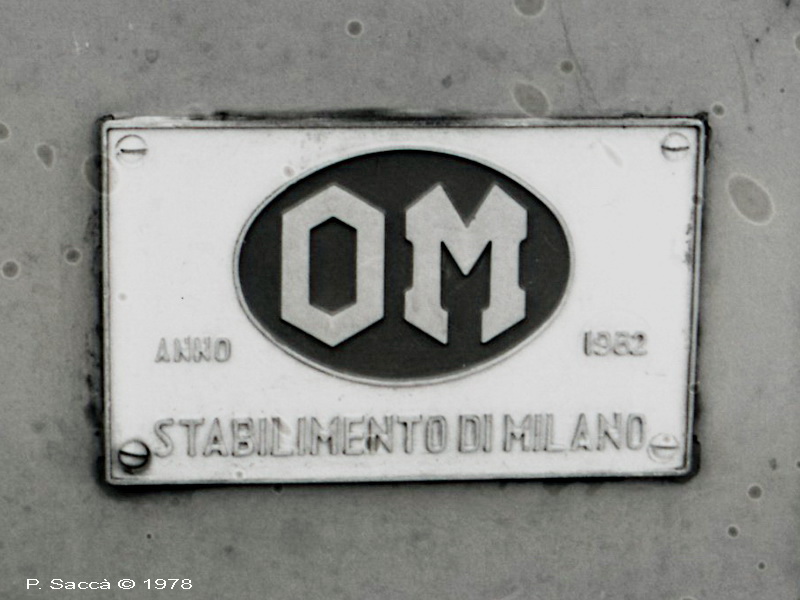 OM
ANNO 1952
STABILIMENTO DI MILANO
P. Saccà © 1978